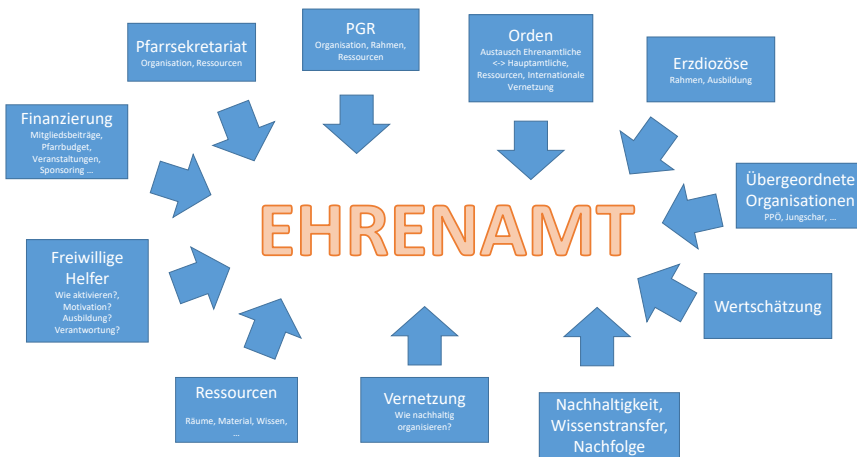 Pfarrsekretariat
Organisation, Ressourcen
PGR
Organisation, Rahmen,
Ressourcen
Orden
Austausch Ehrenamtliche
<-> Hauptamtliche,
Ressourcen, Internationale
Vernetzung
Erzdiozöse
Rahmen, Ausbildung
Finanzierung
Mitgliedsbeiträge,
Pfarrbudget,
Veranstaltungen,
Sponsoring ...
EHRENAMT
Übergeordnete
Organisationen
PPÖ, Jungschar, ...
Freiwillige
Helfer
Wie aktivieren?,
Motivation?
Ausbildung?
Verantwortung?
Wertschätzung
Ressourcen
Räume, Material, Wissen,
...
Vernetzung
Wie nachhaltig
organisieren?
Nachhaltigkeit,
Wissenstransfer,
Nachfolge